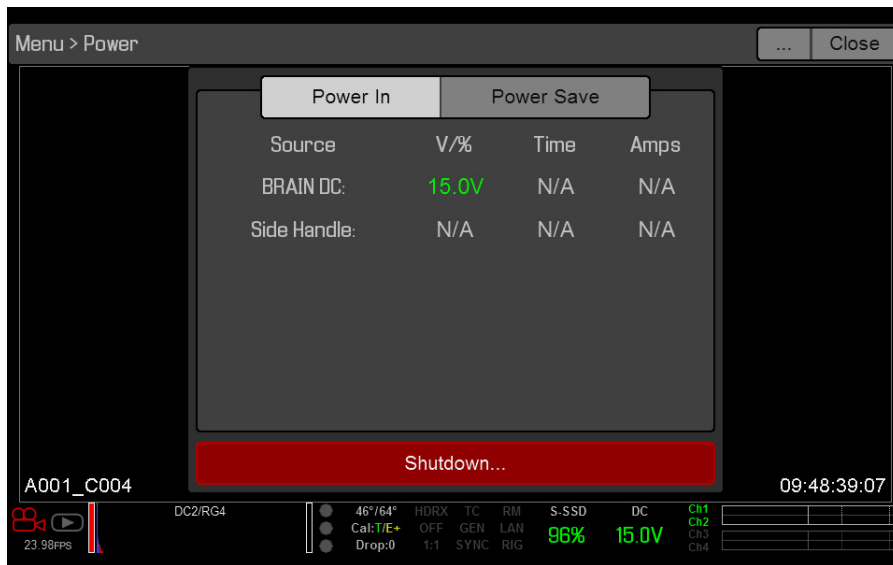 Menu > Power
... Close
Power In Power Save
Source V/% Time Amps
BRAIN DC: 15.0V N/A N/A
Side Handle: N/A N/A N/A
Shutdown...
A001_C004 09:48:39:07
DC2/RG4 46°/64° HDRX TC RM S-SSD DC Ch1
Cal:T/E+ OFF GEN LAN 96% 15.0V Ch2
23.98FPS Drop:0 1:1 SYNC RIG Ch3
Ch4